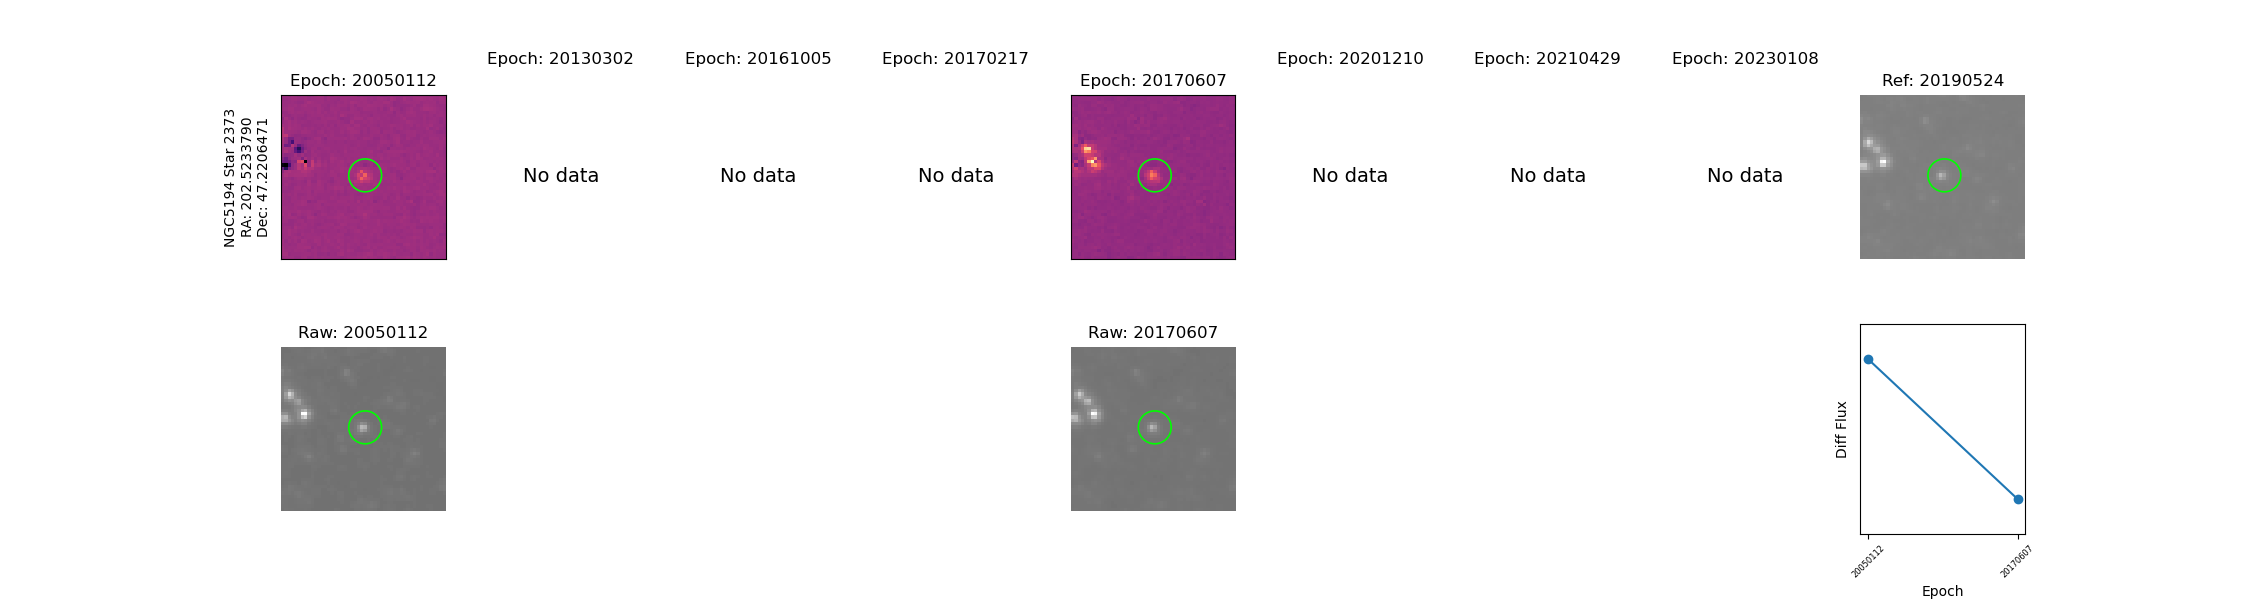 Epoch: 20050112
Epoch: 20130302
Epoch: 20161005
Epoch: 20170217
Epoch: 20170607
Epoch: 20201210
Epoch: 20210429
Epoch: 20230108
Ref: 20190524
NGC5194 Star 2373
RA: 202.5233790
Dec: 47.2206471
No data
No data
No data
No data
No data
No data
Raw: 20050112
Raw: 20170607
Diff Flux
20050112
20170607
Epoch